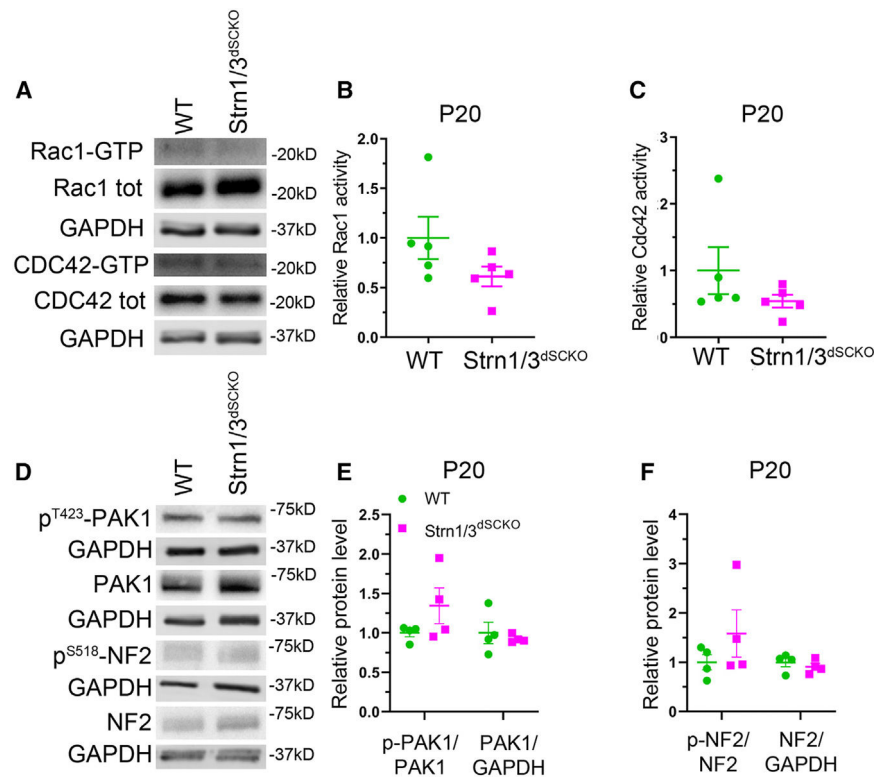 A
WT
Strn1/3dSCKO
Rac1-GTP
-20kD
Rac1 tot
-20kD
GAPDH
-37kD
CDC42-GTP
-20kD
CDC42 tot
-20kD
GAPDH
-37kD
B
P20
Relative Rac1 activity
2.0
1.5
1.0
0.5
0.0
WT Strn1/3dSCKO
C
P20
Relative Cdc42 activity
3
2
1
0
WT Strn1/3dSCKO
D
WT
Strn1/3dSCKO
pT423-PAK1
-75kD
GAPDH
-37kD
PAK1
-75kD
GAPDH
-37kD
pS518-NF2
-75kD
GAPDH
-37kD
NF2
-75kD
GAPDH
-37kD
E
P20
WT
Strn1/3dSCKO
Relative protein level
2.5
2.0
1.5
1.0
0.5
0.0
p-PAK1/
PAK1
PAK1/
GAPDH
F
P20
Relative protein level
4
3
2
1
0
p-NF2/
NF2
NF2/
GAPDH